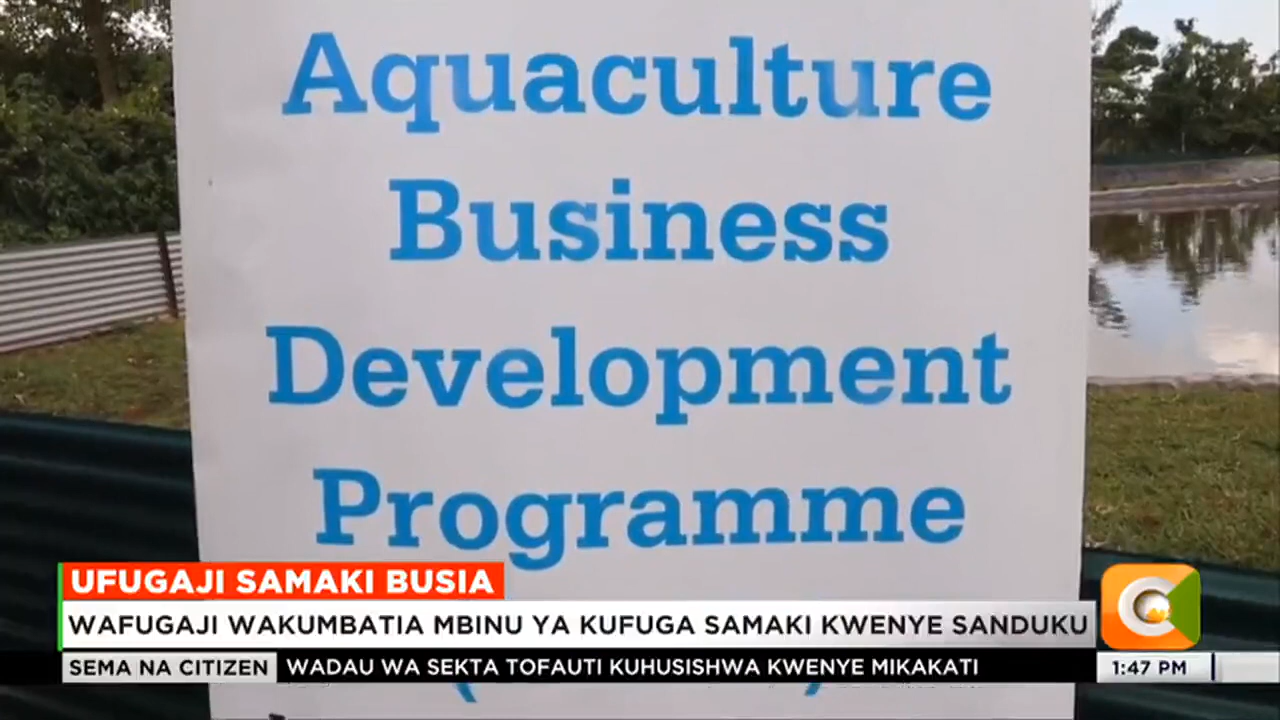 Aquaculture
Business
Development
Programme
UFUGAJI SAMAKI BUSIA
WAFUGAJI WAKUMBATIA MBINU YA KUFUGA SAMAKI KWENYE SANDUKU
SEMA NA CITIZEN WADAU WA SEKTA TOFAUTI KUHUSISHWA KWENYE MIKAKATI 1:47 PM